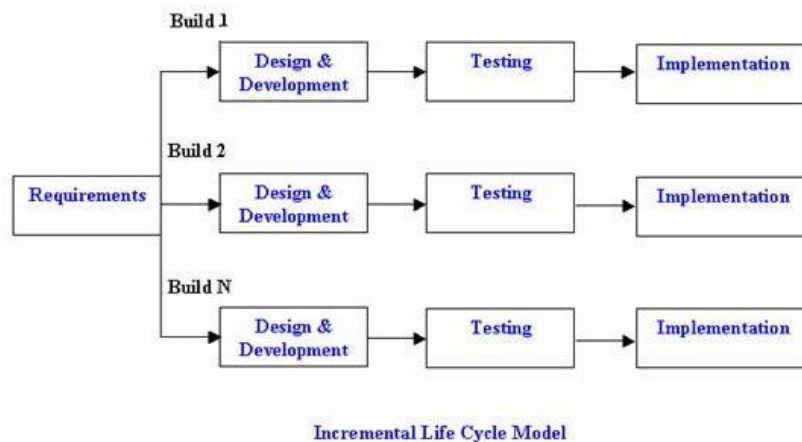 Build 1
Design &
Development
Testing
Implementation
Build 2
Requirements
Design &
Development
Testing
Implementation
Build N
Design &
Development
Testing
Implementation
Incremental Life Cycle Model